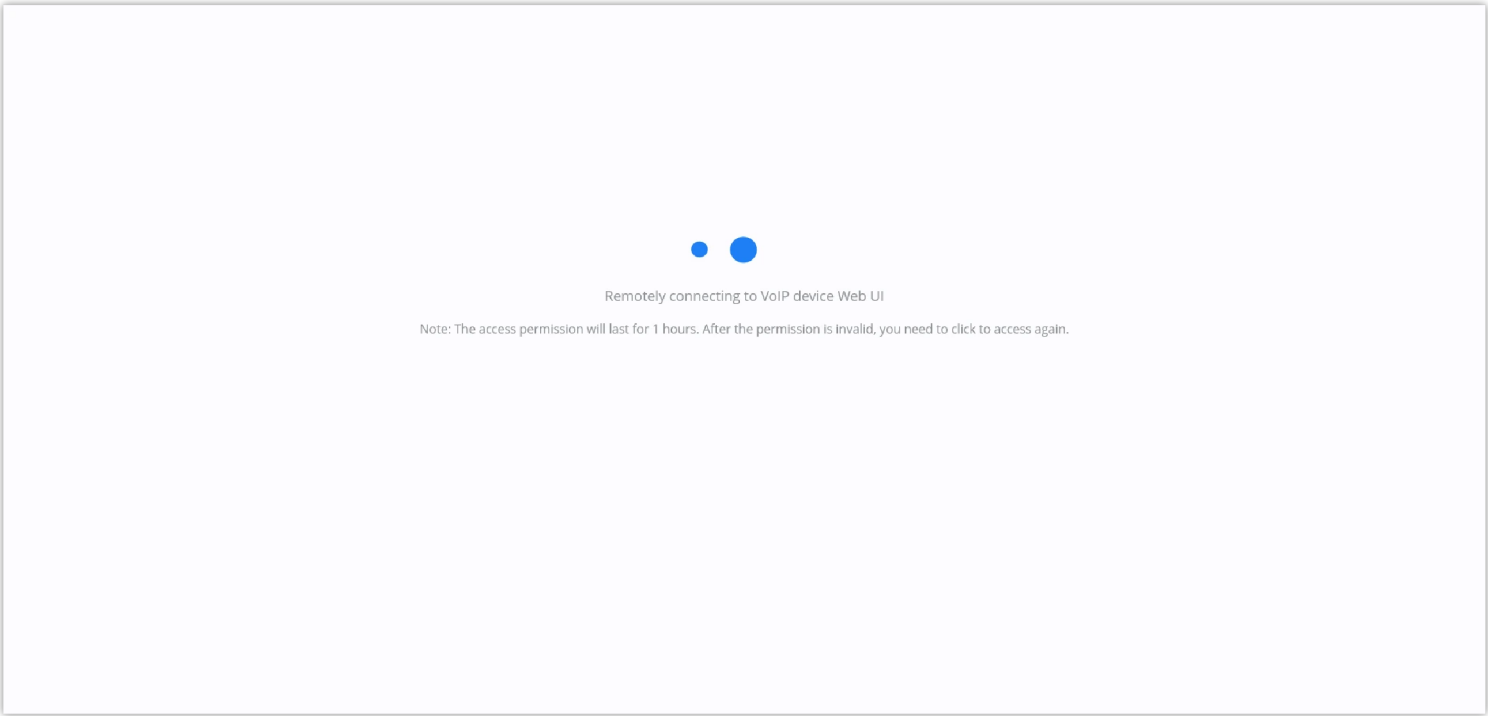 Remotely connecting to VoIP device Web UI
Note: The access permission will last for 1 hours. After the permission is invalid, you need to click to access again.